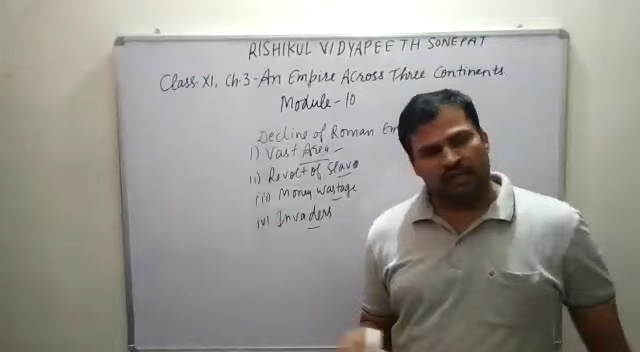 RISHIKUL VIDYAPEETH SONEPAT
Class: XI, Ch:3-An Empire Across Three Continents.
Module-10
Decline of Roman Em
i) Vast Area -
ii) Revolt of Slave
iii) Money Wastage
iv) Invaders